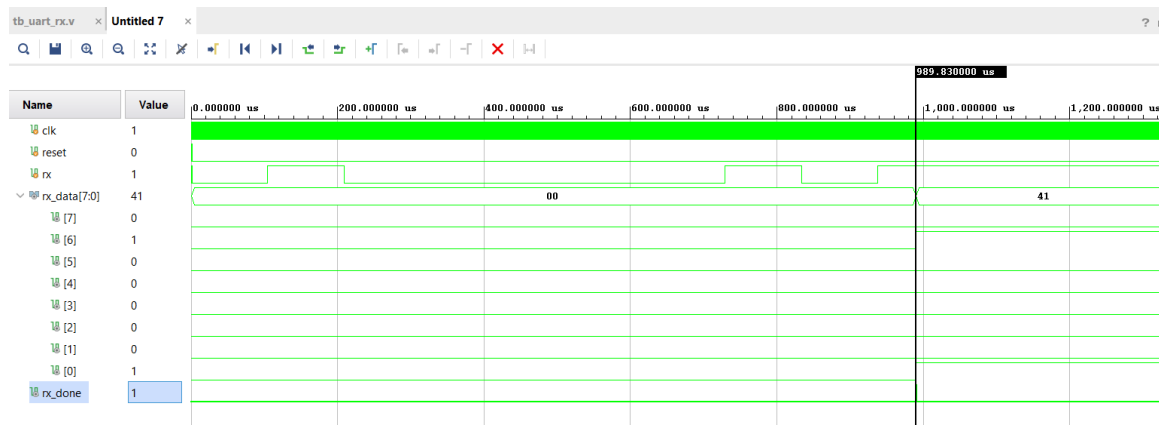 tb_uart_rx.v × Untitled 7 × ?
989.830000 us
Name Value 0.000000 us 200.000000 us 400.000000 us 600.000000 us 800.000000 us 1,000.000000 us 1,200.000000 us
clk 1
reset 0
rx 1
rx_data[7:0] 41 00 41
[7] 0
[6] 1
[5] 0
[4] 0
[3] 0
[2] 0
[1] 0
[0] 1
rx_done 1